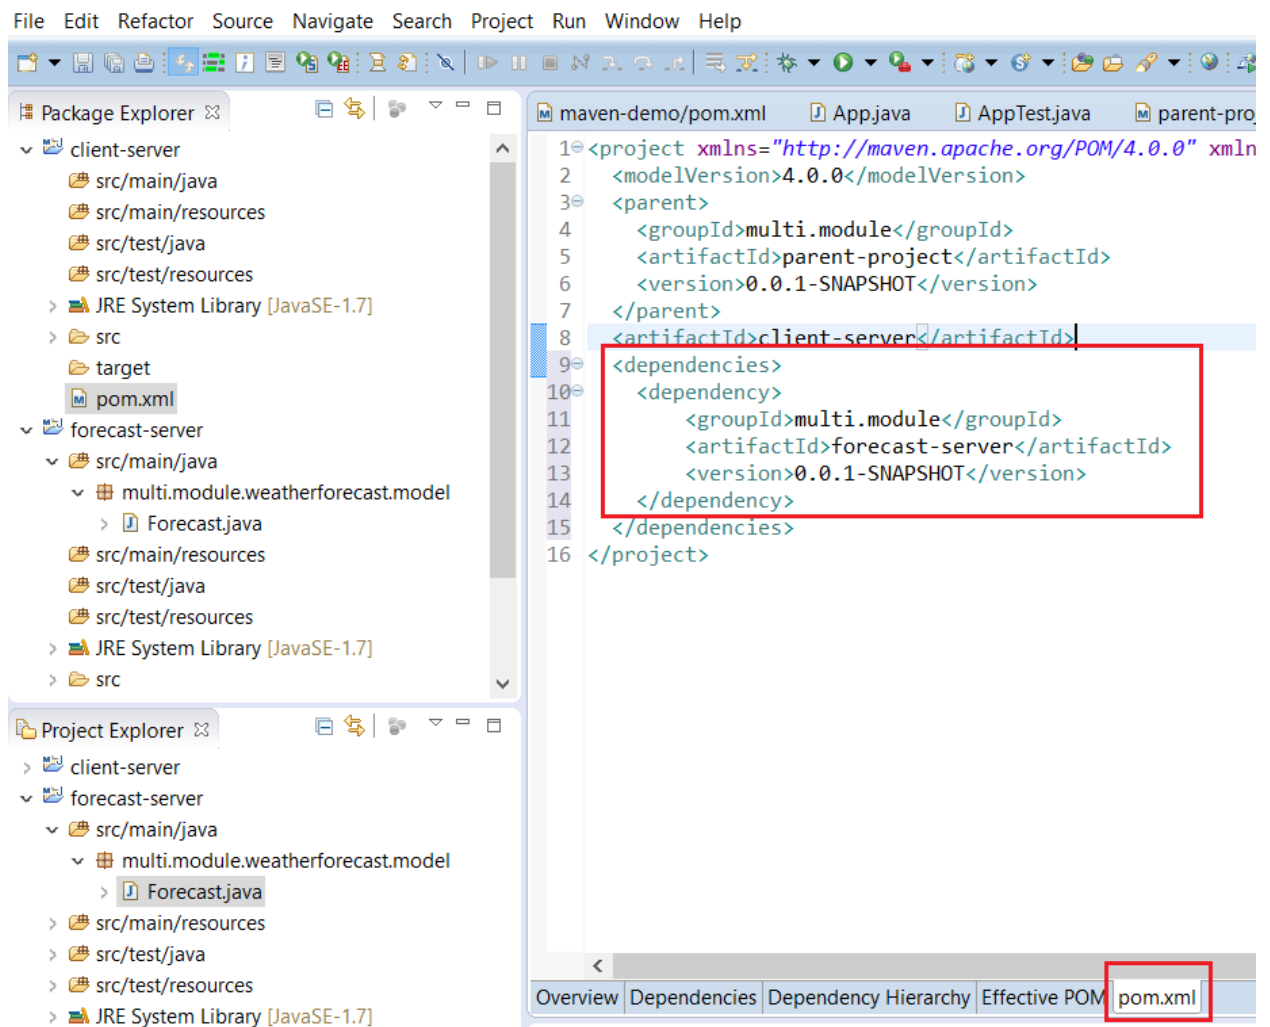 File Edit Refactor Source Navigate Search Project Run Window Help
Package Explorer
client-server
src/main/java
src/main/resources
src/test/java
src/test/resources
JRE System Library [JavaSE-1.7]
src
target
pom.xml
forecast-server
src/main/java
multi.module.weatherforecast.model
Forecast.java
src/main/resources
src/test/java
src/test/resources
JRE System Library [JavaSE-1.7]
src
Project Explorer
client-server
forecast-server
src/main/java
multi.module.weatherforecast.model
Forecast.java
src/main/resources
src/test/java
src/test/resources
JRE System Library [JavaSE-1.7]
maven-demo/pom.xml App.java AppTest.java parent-pro
1 <project xmlns="http://maven.apache.org/POM/4.0.0" xmln
2 <modelVersion>4.0.0</modelVersion>
3 <parent>
4 <groupId>multi.module</groupId>
5 <artifactId>parent-project</artifactId>
6 <version>0.0.1-SNAPSHOT</version>
7 </parent>
8 <artifactId>client-server</artifactId>
9 <dependencies>
10 <dependency>
11 <groupId>multi.module</groupId>
12 <artifactId>forecast-server</artifactId>
13 <version>0.0.1-SNAPSHOT</version>
14 </dependency>
15 </dependencies>
16 </project>
Overview Dependencies Dependency Hierarchy Effective POM pom.xml